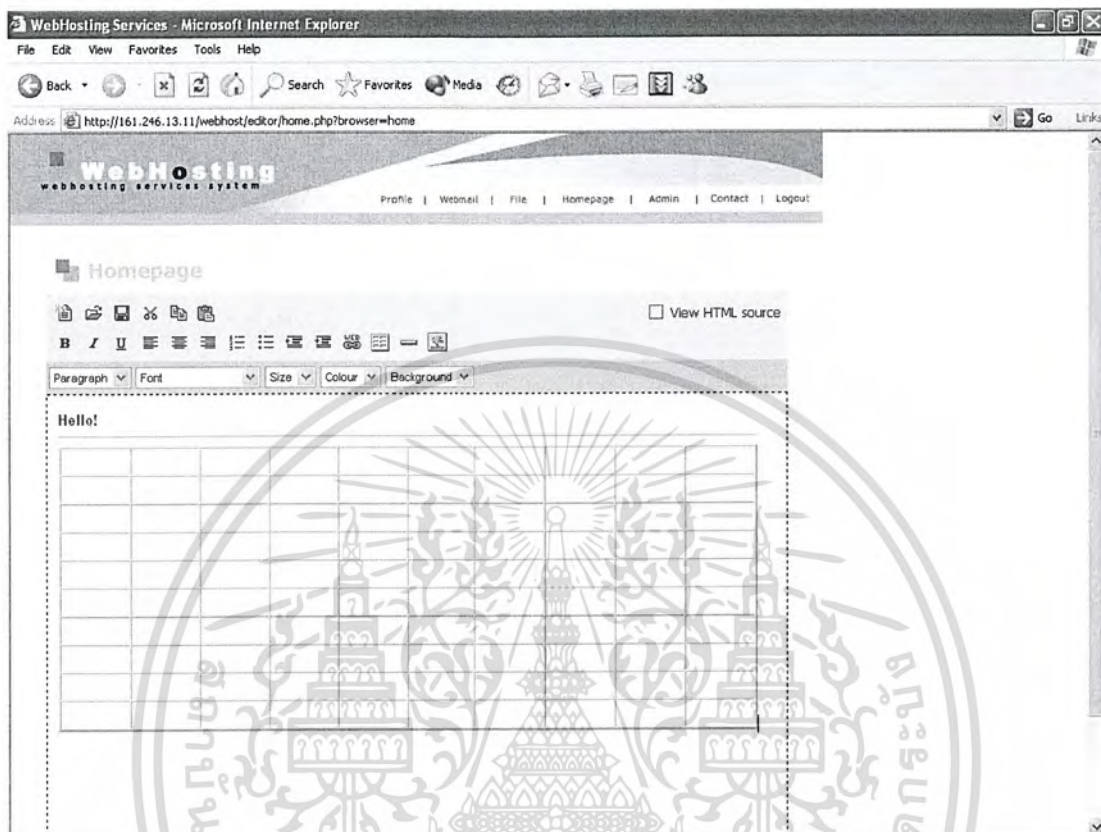 WebHosting Services - Microsoft Internet Explorer
File Edit View Favorites Tools Help
Back Search Favorites Media
Address http://161.246.13.11/webhost/editor/home.php?browser=home Go Links
WebHosting
webhosting services system
Profile | Webmail | File | Homepage | Admin | Contact | Logout
Homepage
View HTML source
B I U
Paragraph Font Size Colour Background
Hello!